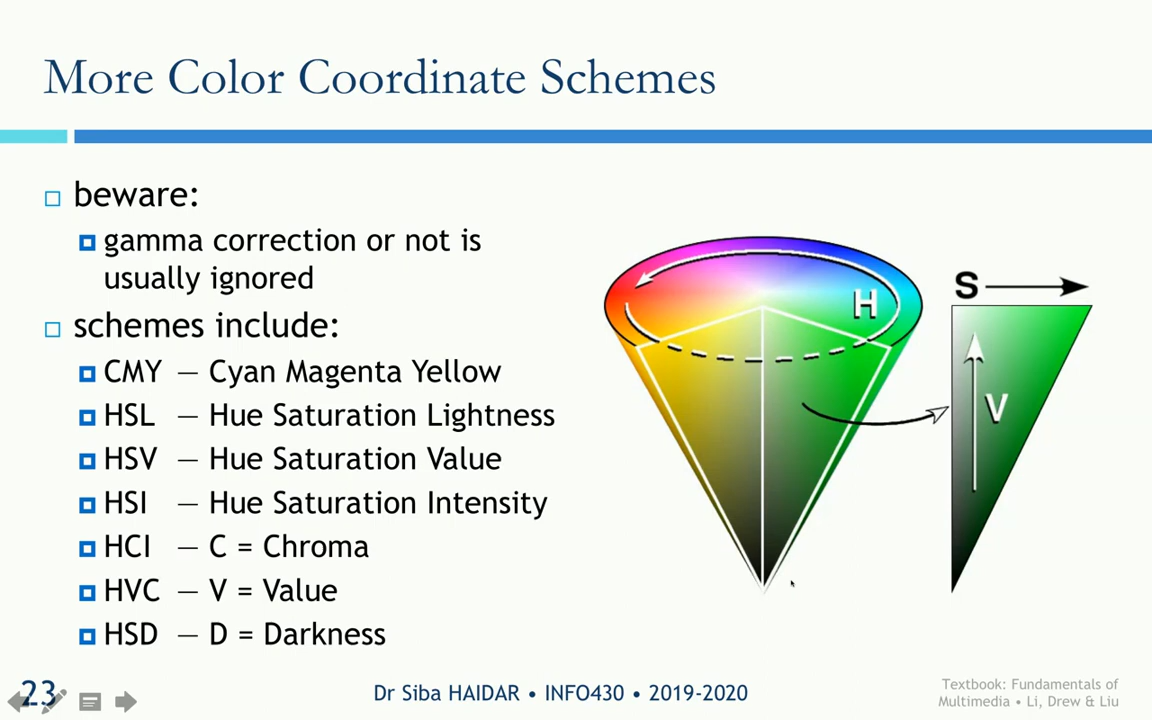 More Color Coordinate Schemes
beware:
gamma correction or not is
usually ignored
schemes include:
CMY — Cyan Magenta Yellow
HSL — Hue Saturation Lightness
HSV — Hue Saturation Value
HSI — Hue Saturation Intensity
HCI — C = Chroma
HVC — V = Value
HSD — D = Darkness
H
S
V
23
Dr Siba HAIDAR • INFO430 • 2019-2020
Textbook: Fundamentals of
Multimedia • Li, Drew & Liu